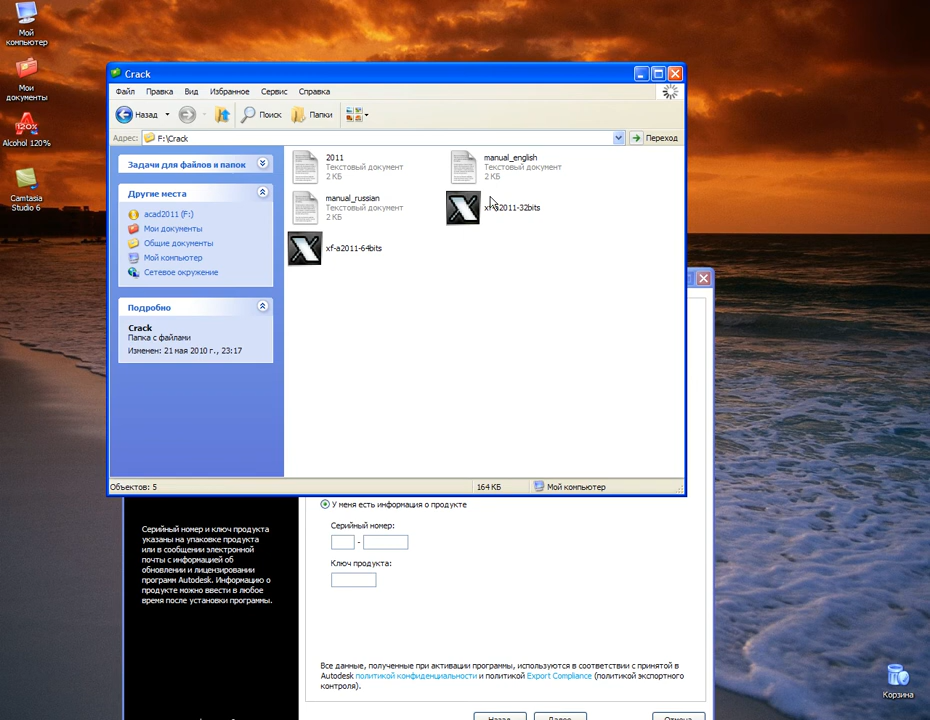 Мой
компьютер
Мои
документы
Alcohol 120%
Camtasia
Studio 6
Crack
Файл Правка Вид Избранное Сервис Справка
Назад Поиск Папки
Адрес: F:\Crack Переход
Задачи для файлов и папок
Другие места
acad2011 (F:)
Мои документы
Общие документы
Мой компьютер
Сетевое окружение
Подробно
Crack
Папка с файлами
Изменен: 21 мая 2010 г., 23:17
2011
Текстовый документ
2 КБ
manual_english
Текстовый документ
2 КБ
manual_russian
Текстовый документ
2 КБ
xf-a2011-32bits
xf-a2011-64bits
Объектов: 5 164 КБ Мой компьютер
Серийный номер и ключ продукта
указаны на упаковке продукта
или в сообщении электронной
почты с информацией об
обновлении и лицензировании
программ Autodesk. Информацию о
продукте можно ввести в любое
время после установки программы.
У меня есть информация о продукте
Серийный номер:
-
Ключ продукта:
Все данные, полученные при активации программы, используются в соответствии с принятой в
Autodesk политикой конфиденциальности и политикой Export Compliance (политикой экспортного
контроля).
Назад Далее Отмена
Корзина